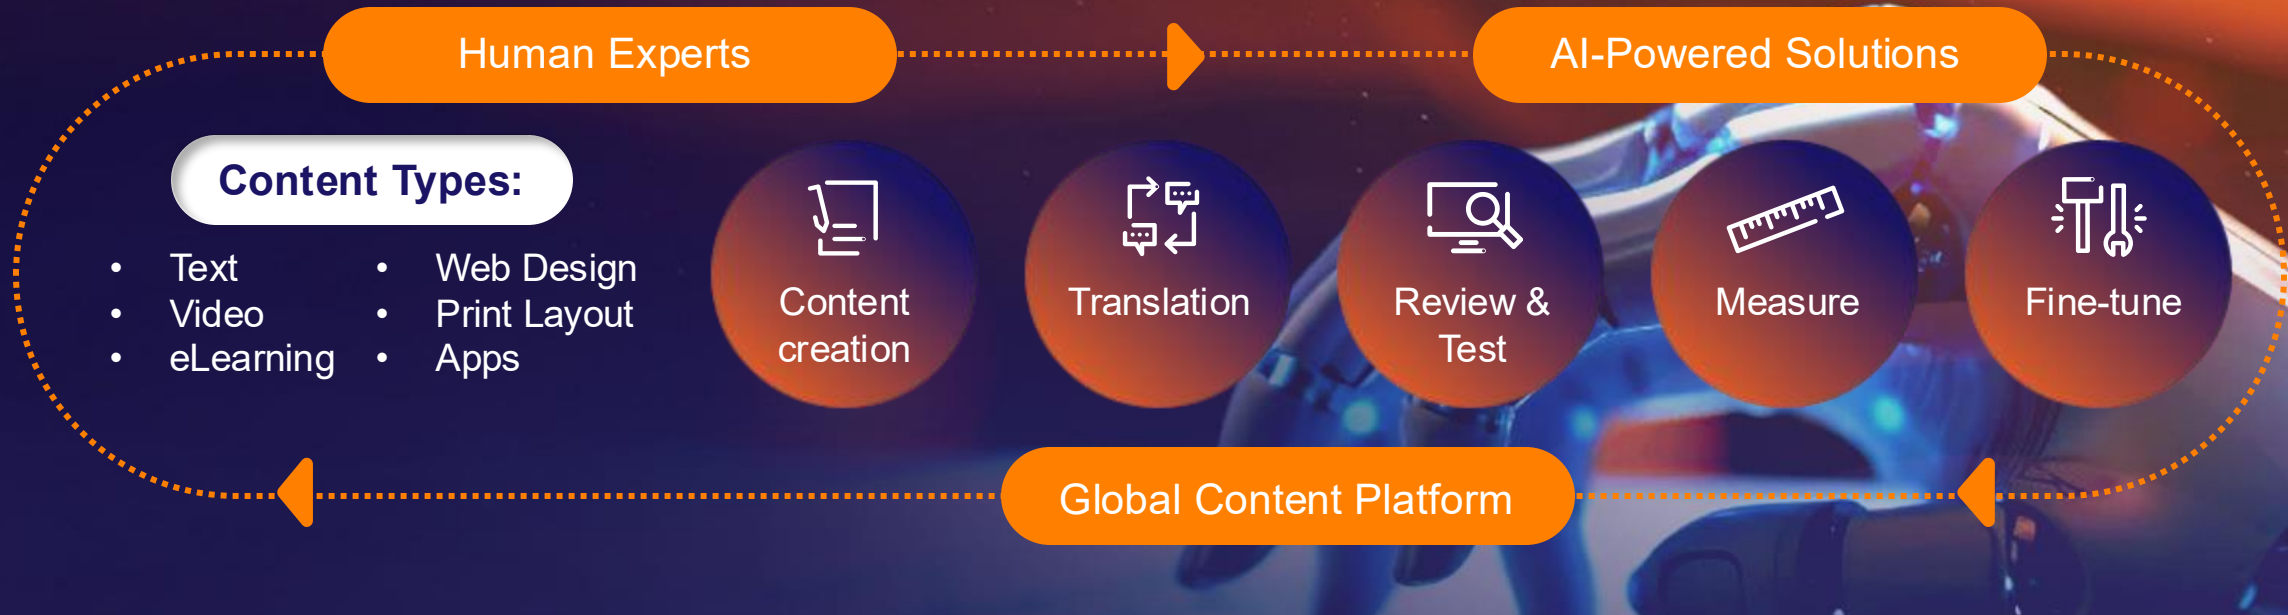 Human Experts
AI-Powered Solutions
Content Types:
• Text
• Video
• eLearning
• Web Design
• Print Layout
• Apps
Content
creation
Translation
Review &
Test
Measure
Fine-tune
Global Content Platform